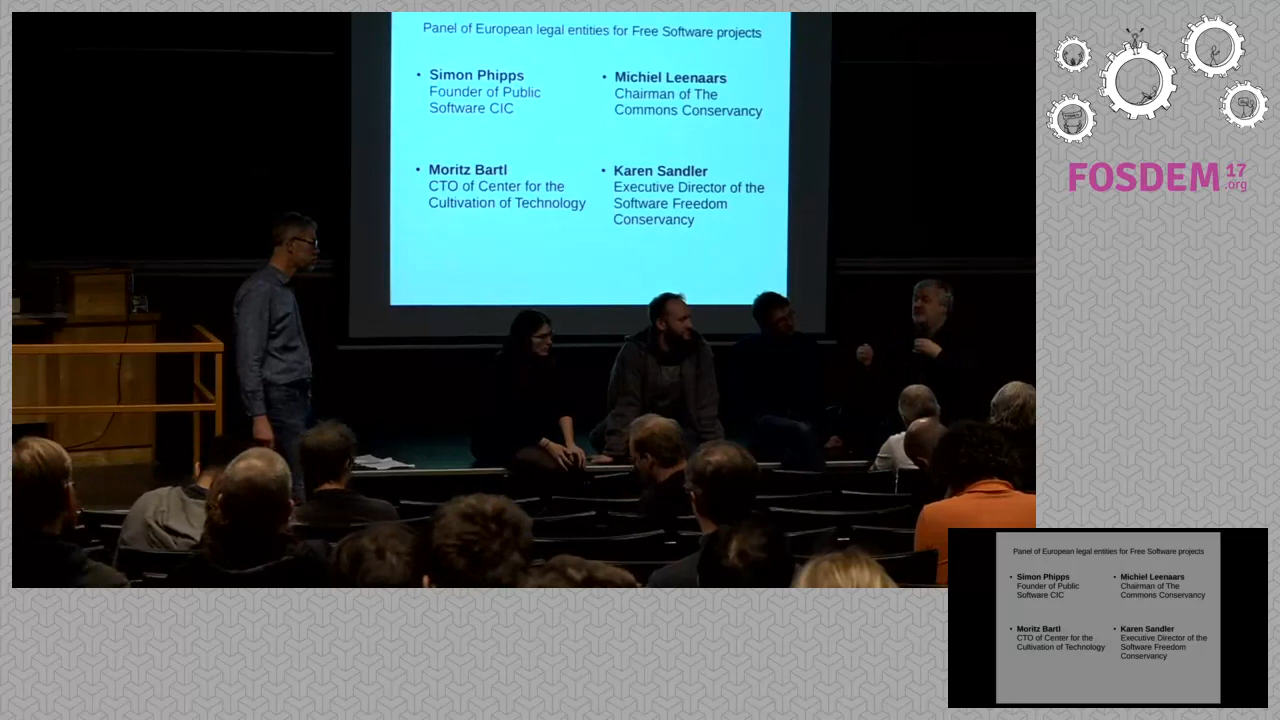 Panel of European legal entities for Free Software projects
• Simon Phipps
Founder of Public
Software CIC
• Michiel Leenaars
Chairman of The
Commons Conservancy
• Moritz Bartl
CTO of Center for the
Cultivation of Technology
• Karen Sandler
Executive Director of the
Software Freedom
Conservancy
FOSDEM 17
.org
Panel of European legal entities for Free Software projects
• Simon Phipps
Founder of Public
Software CIC
• Michiel Leenaars
Chairman of The
Commons Conservancy
• Moritz Bartl
CTO of Center for the
Cultivation of Technology
• Karen Sandler
Executive Director of the
Software Freedom
Conservancy